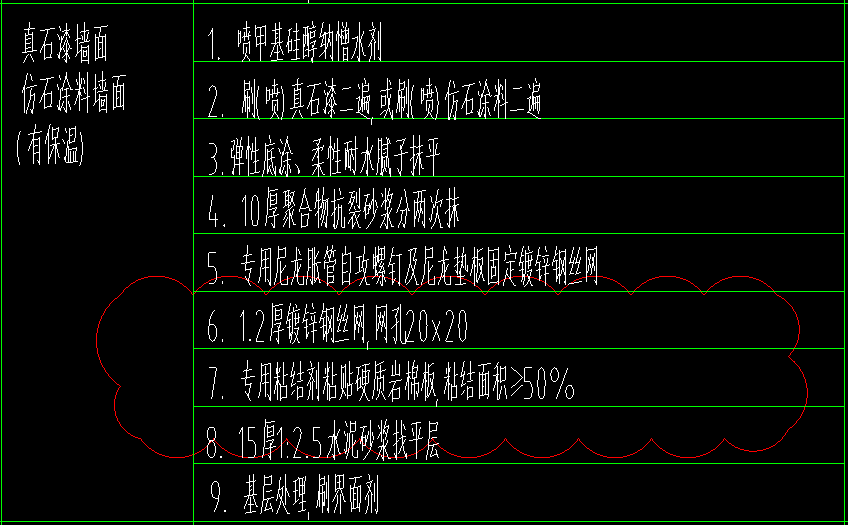 真石漆墙面
仿石涂料墙面
(有保温)
1. 喷甲基硅醇纳憎水剂
2. 刷(喷)真石漆二遍,或刷(喷)仿石涂料二遍
3.弹性底涂、柔性耐水腻子抹平
4. 10厚聚合物抗裂砂浆分两次抹
5. 专用尼龙胀管自攻螺钉及尼龙垫板固定镀锌钢丝网
6. 1.2厚镀锌钢丝网,网孔20x20
7. 专用粘结剂粘贴硬质岩棉板,粘结面积≥50%
8. 15厚1:2.5水泥砂浆找平层
9. 基层处理,刷界面剂